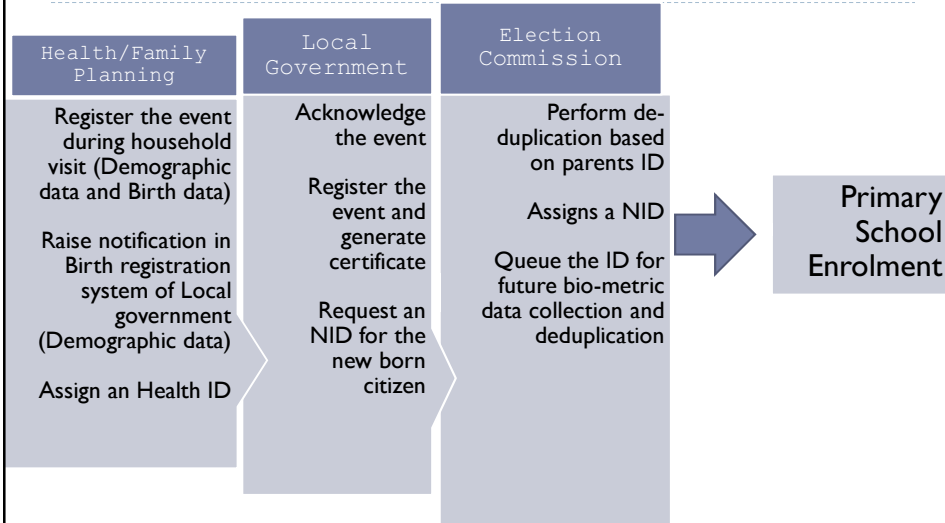 Health/Family
Planning
Register the event
during household
visit (Demographic
data and Birth data)
Raise notification in
Birth registration
system of Local
government
(Demographic data)
Assign an Health ID
Local
Government
Acknowledge
the event
Register the
event and
generate
certificate
Request an
NID for the
new born
citizen
Election
Commission
Perform de-
duplication based
on parents ID
Assigns a NID
Queue the ID for
future bio-metric
data collection and
deduplication
Primary
School
Enrolment